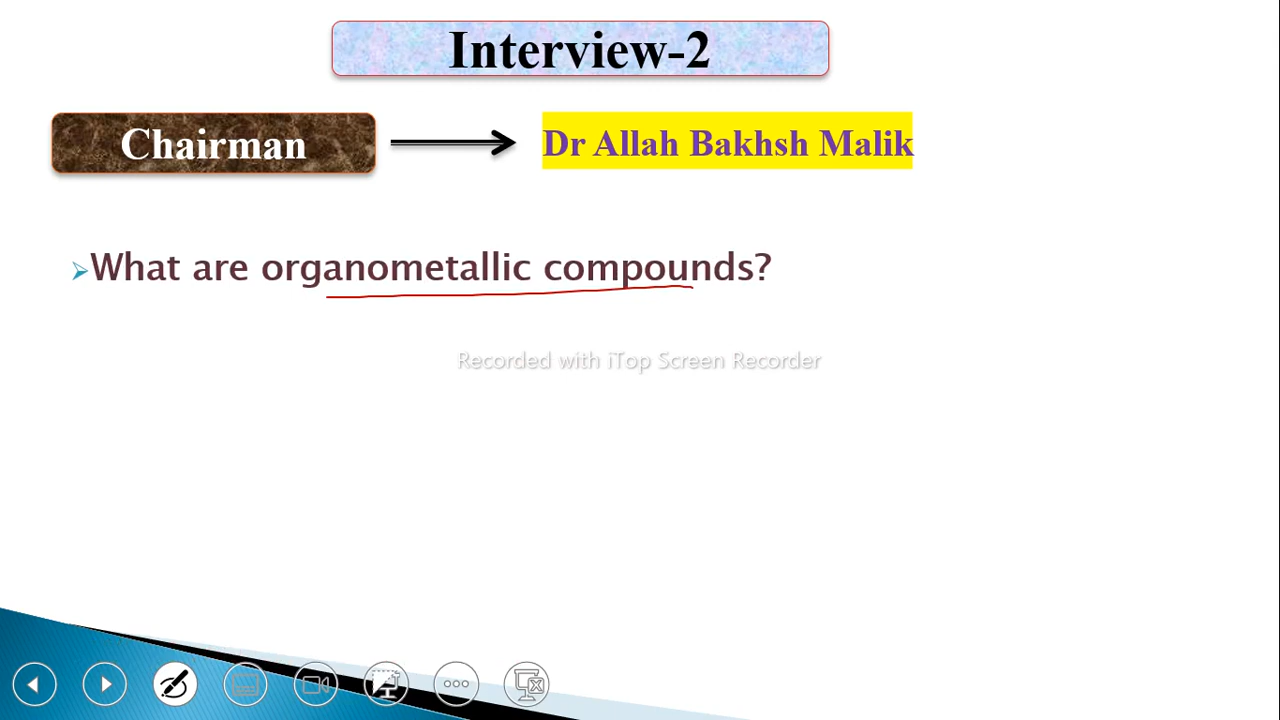 Interview-2
Chairman
Dr Allah Bakhsh Malik
What are organometallic compounds?
Recorded with iTop Screen Recorder